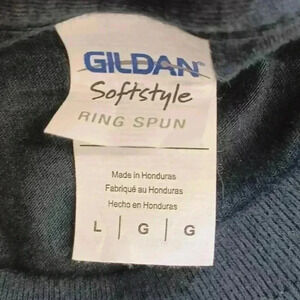 GILDAN
Softstyle
RING SPUN
Made in Honduras
Fabriqué au Honduras
Hecho en Honduras
L | G | G